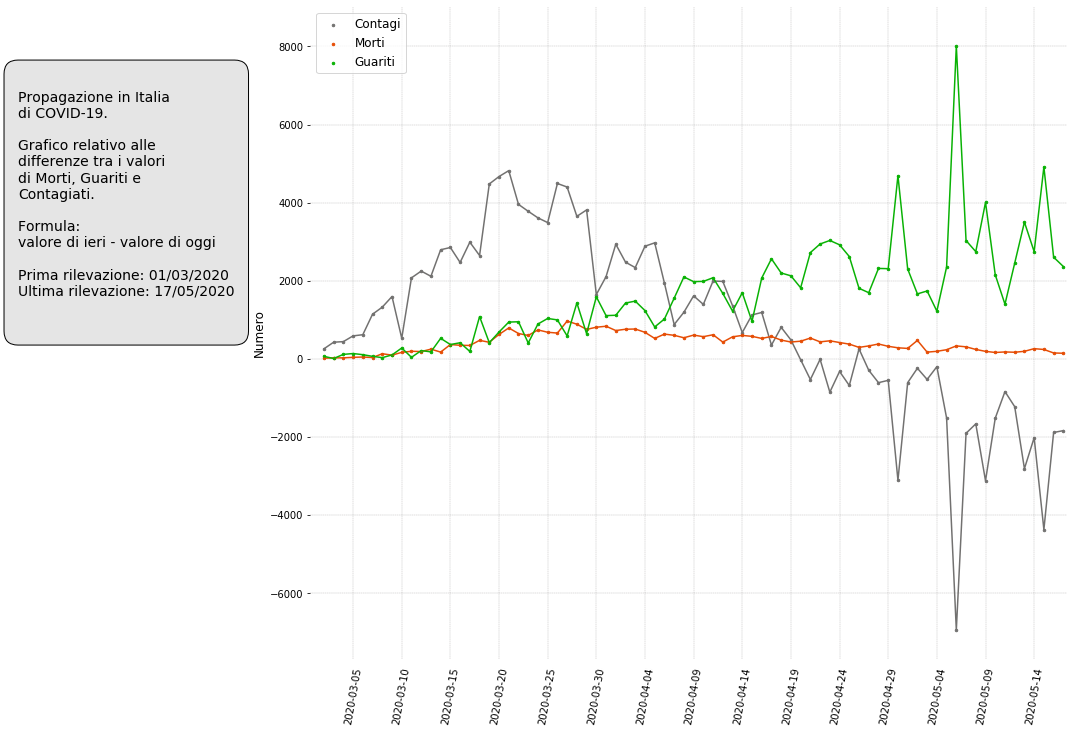 Propagazione in Italia
di COVID-19.
Grafico relativo alle
differenze tra i valori
di Morti, Guariti e
Contagiati.
Formula:
valore di ieri - valore di oggi
Prima rilevazione: 01/03/2020
Ultima rilevazione: 17/05/2020
Contagi
Morti
Guariti
Numero
8000
6000
4000
2000
0
−2000
−4000
−6000
2020-03-05
2020-03-10
2020-03-15
2020-03-20
2020-03-25
2020-03-30
2020-04-04
2020-04-09
2020-04-14
2020-04-19
2020-04-24
2020-04-29
2020-05-04
2020-05-09
2020-05-14